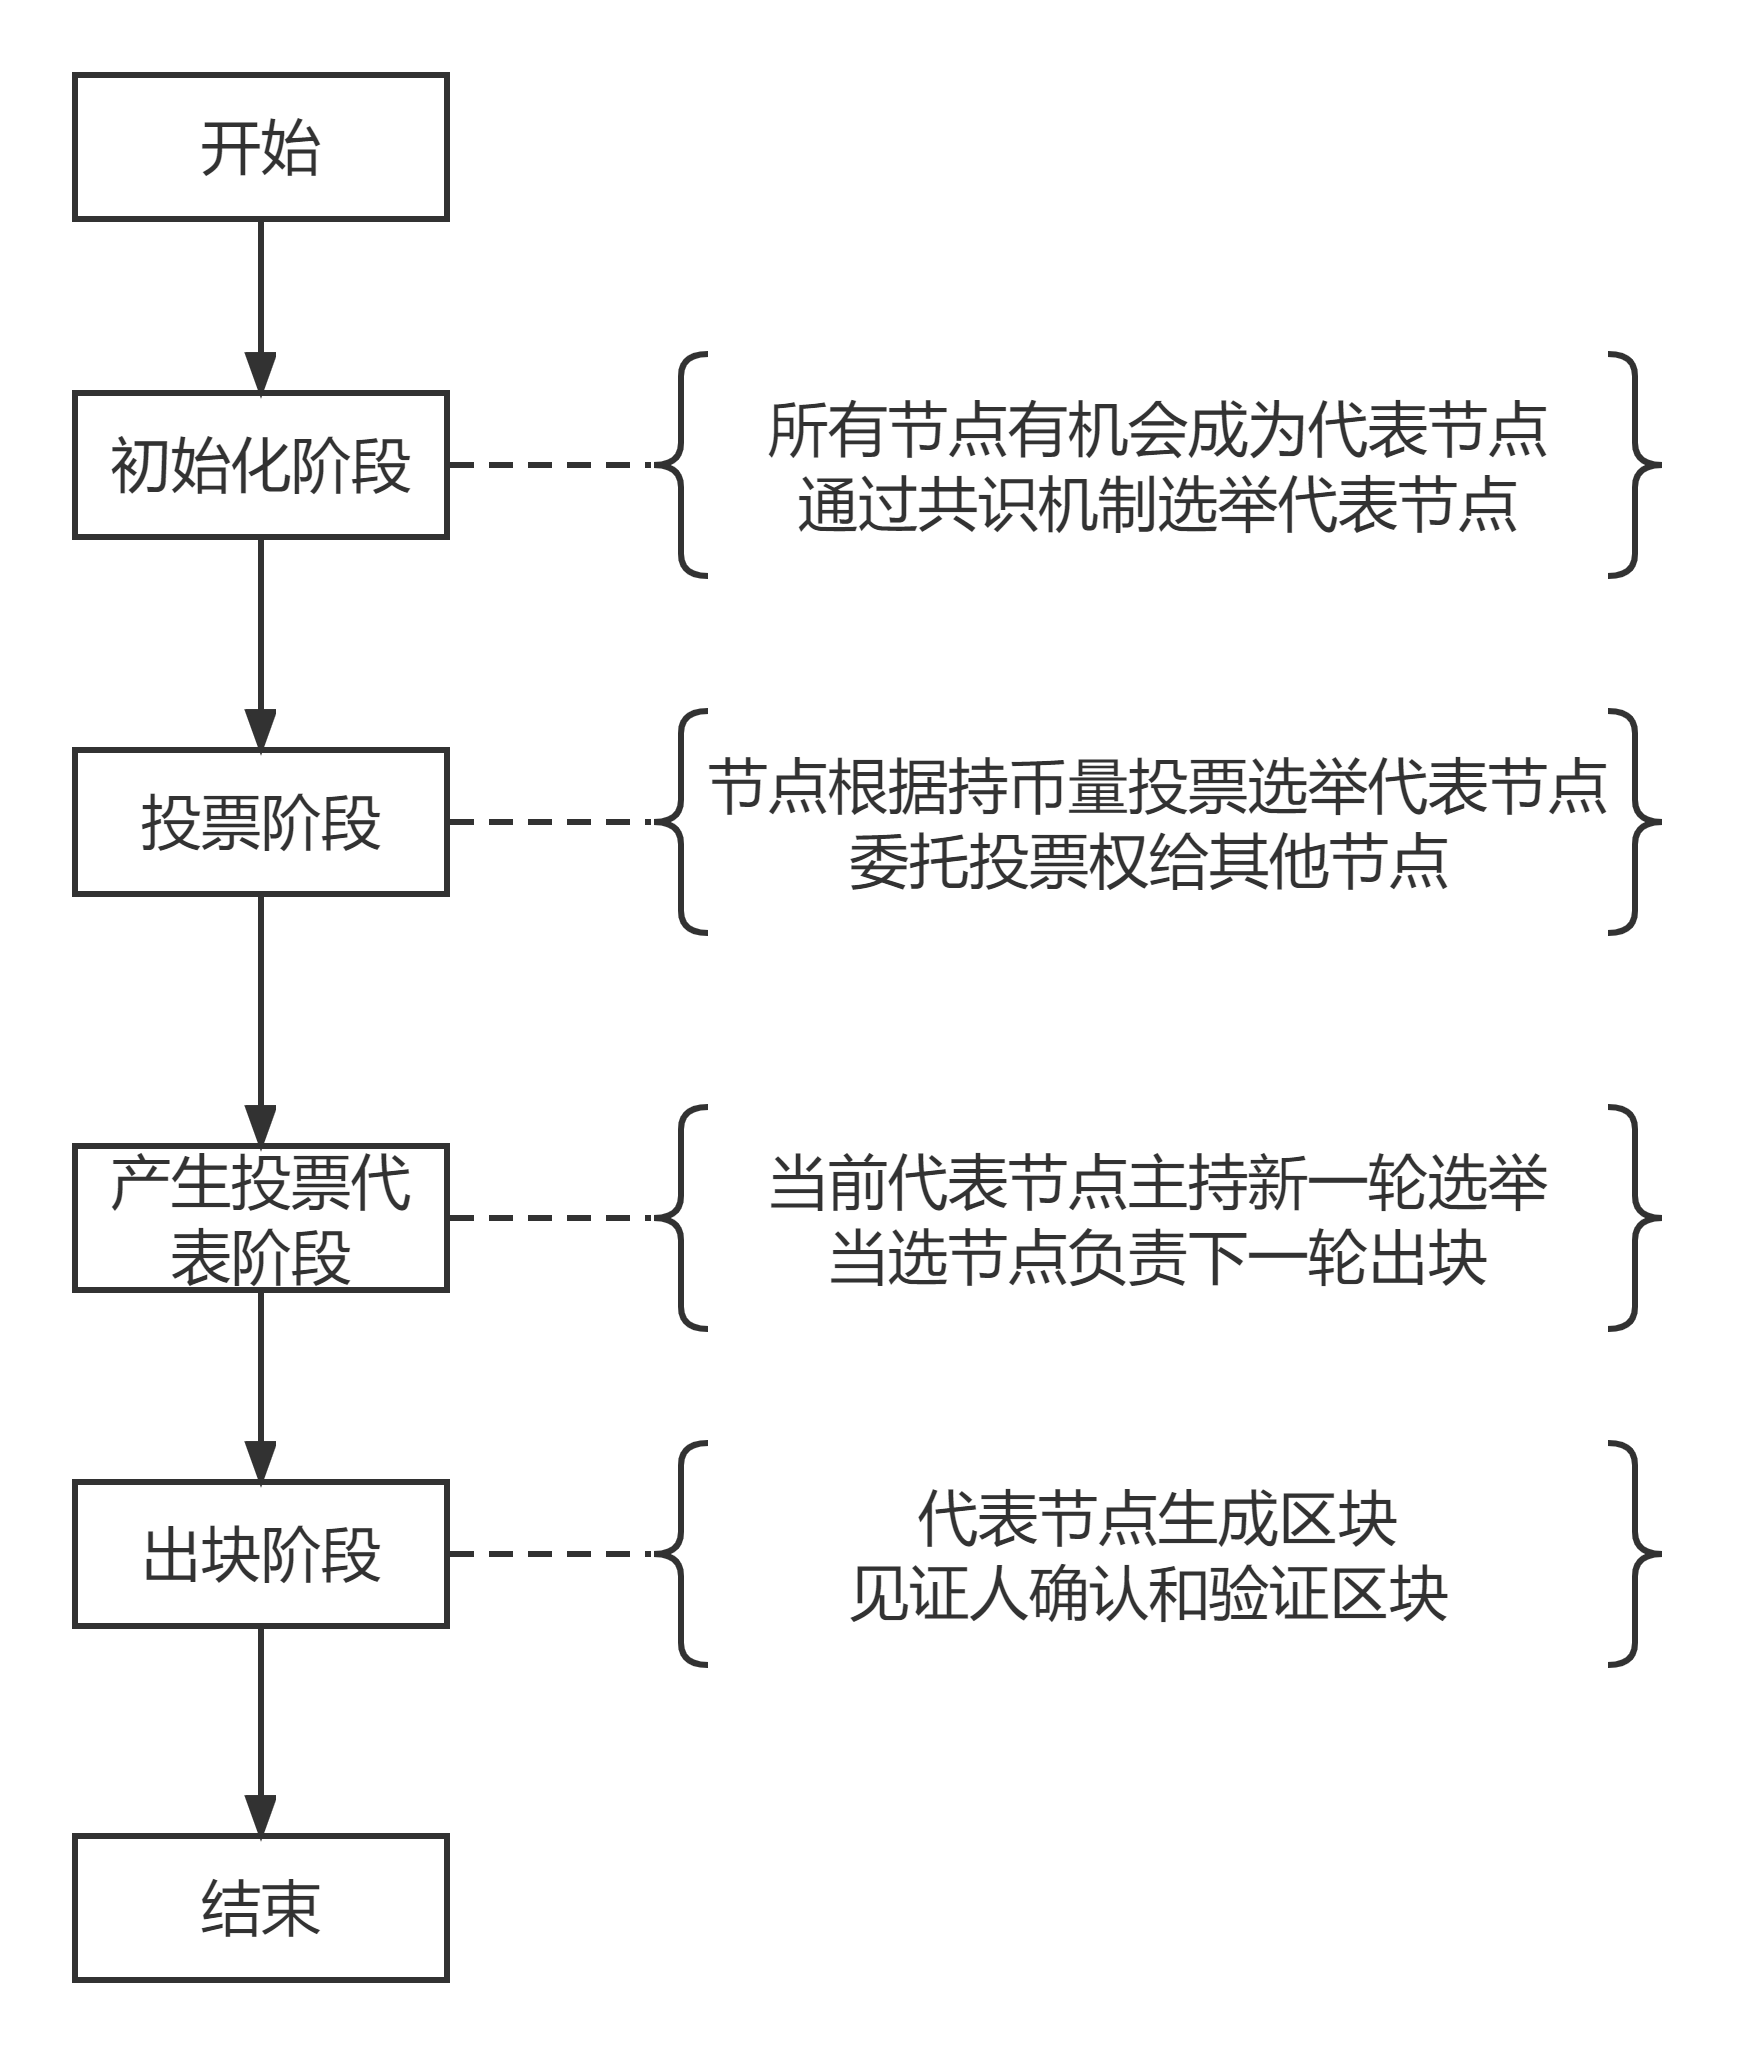 开始
初始化阶段
所有节点有机会成为代表节点
通过共识机制选举代表节点
投票阶段
节点根据持币量投票选举代表节点
委托投票权给其他节点
产生投票代
表阶段
当前代表节点主持新一轮选举
当选节点负责下一轮出块
出块阶段
代表节点生成区块
见证人确认和验证区块
结束